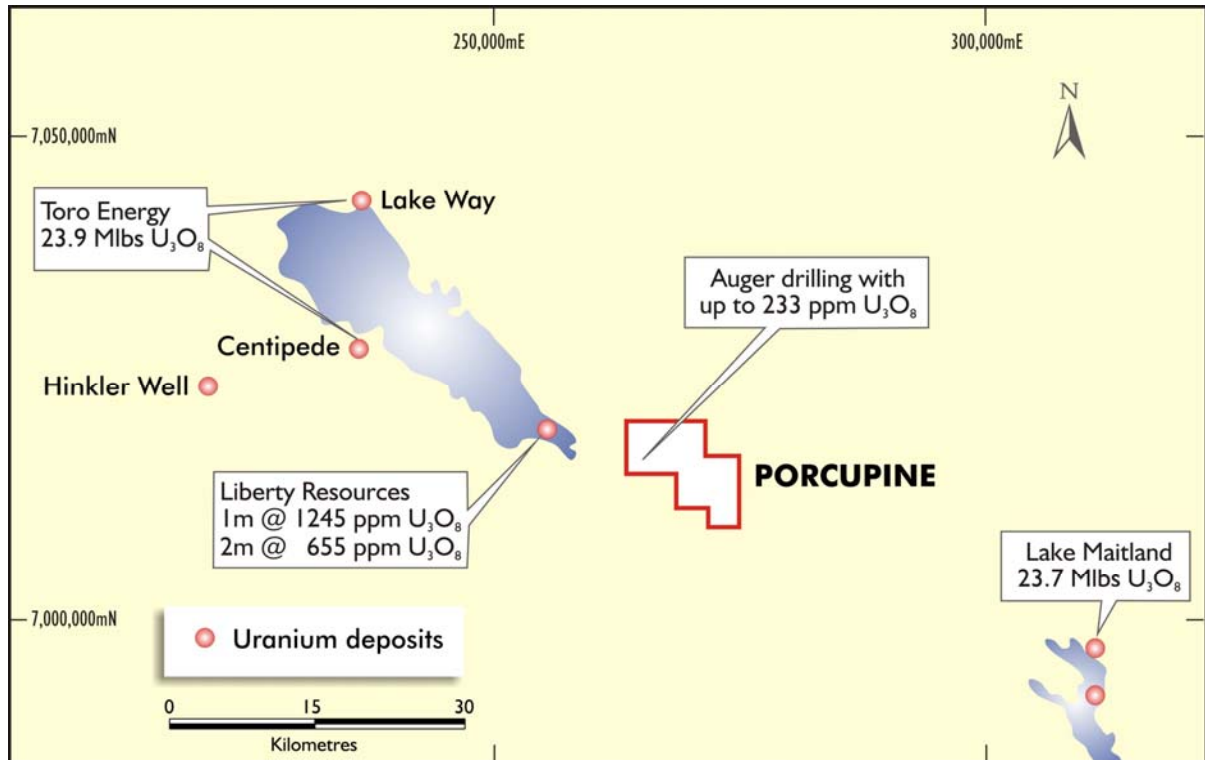 250,000mE
300,000mE
N
7,050,000mN
Toro Energy
23.9 Mlbs U₃O₈
Lake Way
Auger drilling with
up to 233 ppm U₃O₈
Centipede
Hinkler Well
PORCUPINE
Liberty Resources
1m @ 1245 ppm U₃O₈
2m @ 655 ppm U₃O₈
Lake Maitland
23.7 Mlbs U₃O₈
7,000,000mN
Uranium deposits
0 15 30
Kilometres